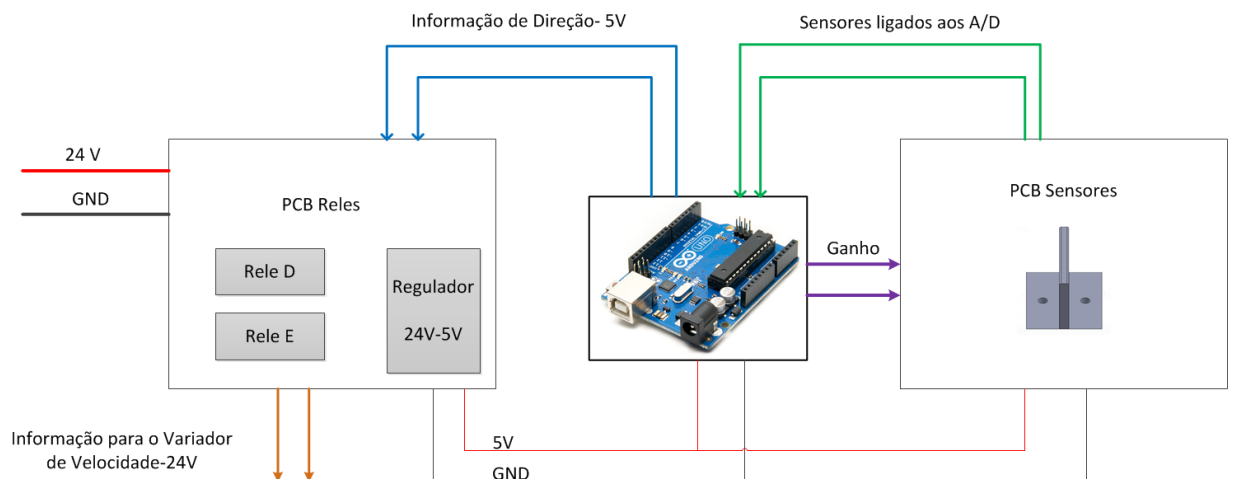 Informação de Direção- 5V
Sensores ligados aos A/D
24 V
GND
PCB Reles
PCB Sensores
Rele D
Rele E
Regulador
24V-5V
UNO
Ganho
Informação para o Variador
de Velocidade-24V
5V
GND